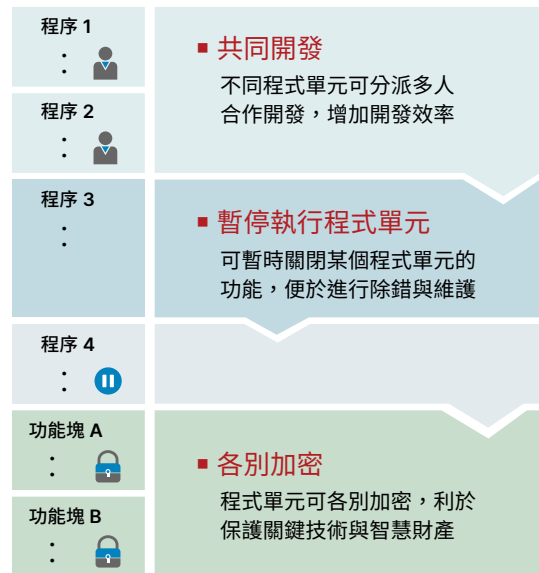 程序 1
:
程序 2
:
■ 共同開發
不同程式單元可分派多人
合作開發，增加開發效率
程序 3
:
■ 暫停執行程式單元
可暫時關閉某個程式單元的
功能，便於進行除錯與維護
程序 4
:
功能塊 A
:
功能塊 B
:
■ 各別加密
程式單元可各別加密，利於
保護關鍵技術與智慧財產